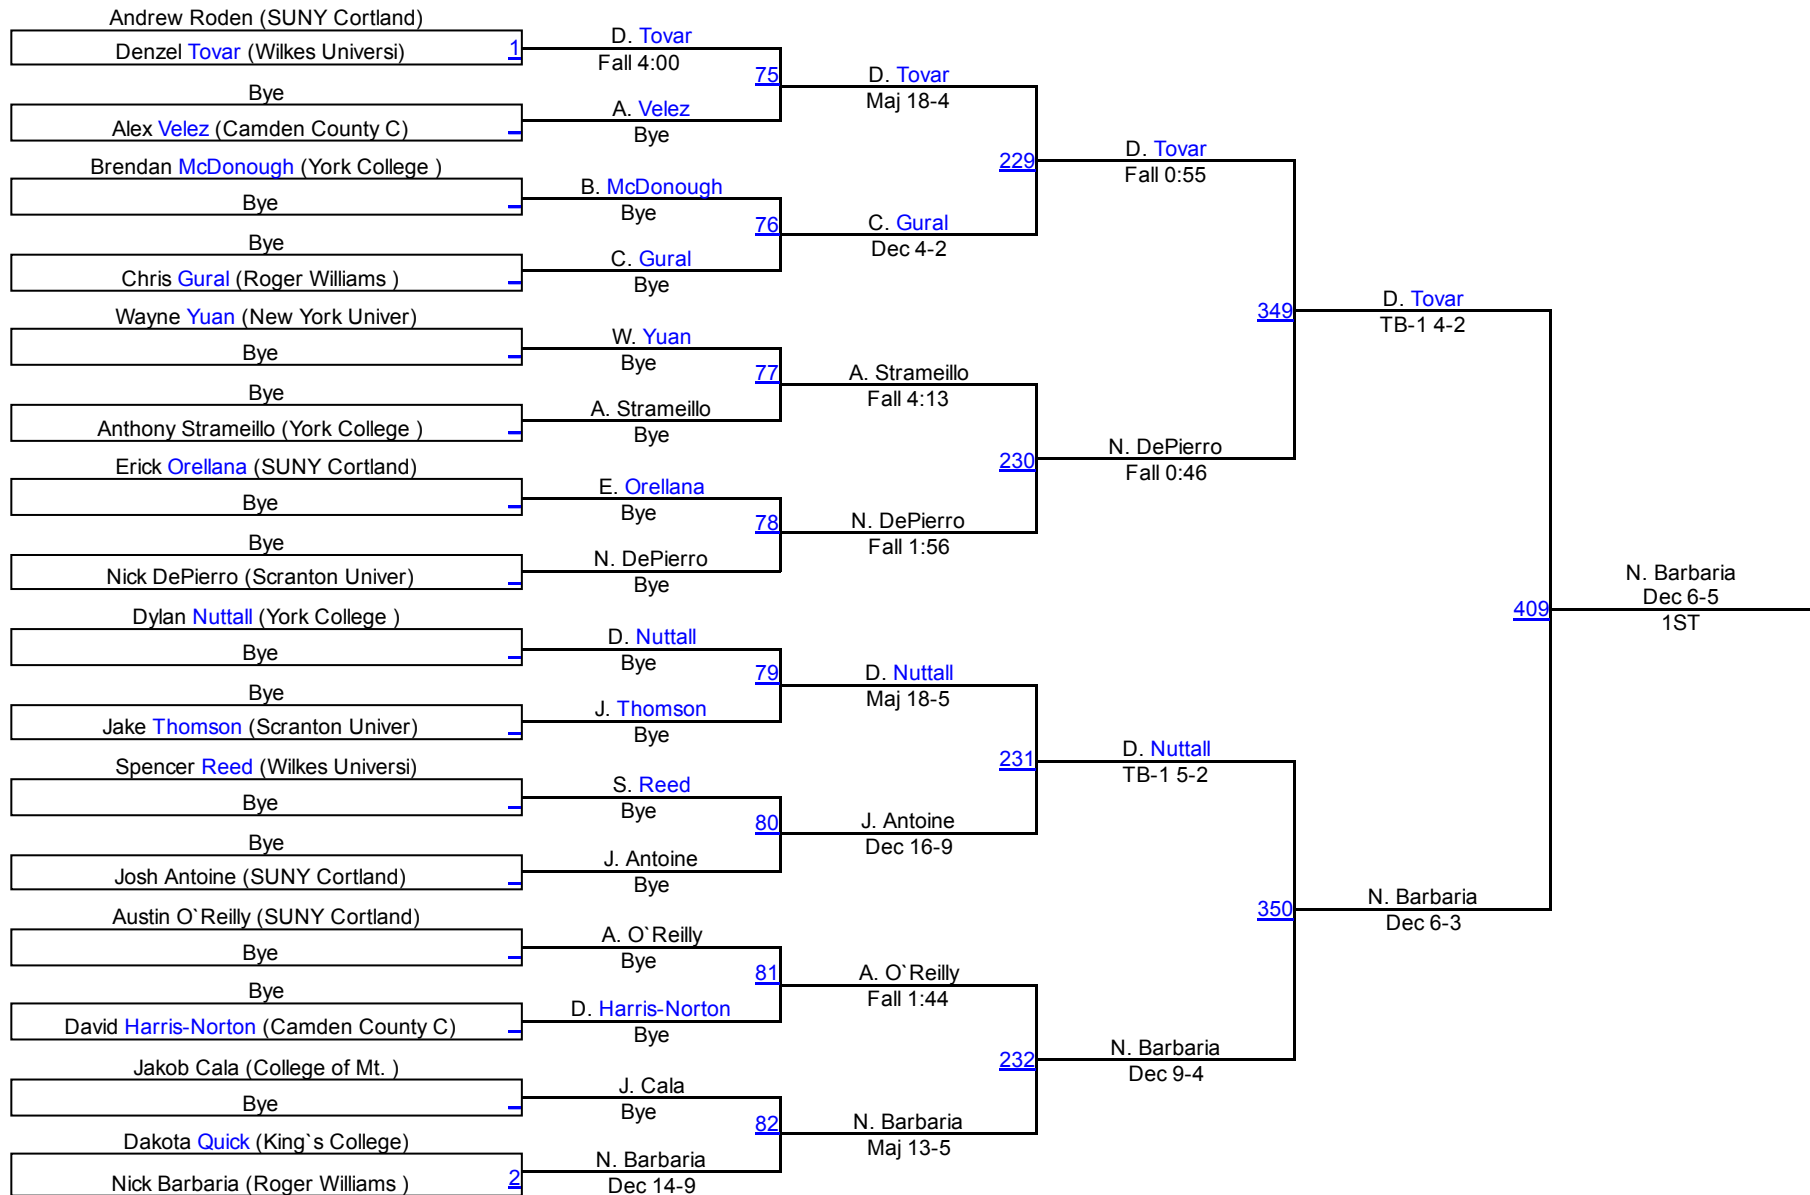 Andrew Roden (SUNY Cortland)
Denzel Tovar (Wilkes Universi) 1
Bye
Alex Velez (Camden County C)
Brendan McDonough (York College )
Bye
Bye
Chris Gural (Roger Williams )
Wayne Yuan (New York Univer)
Bye
Bye
Anthony Strameillo (York College )
Erick Orellana (SUNY Cortland)
Bye
Bye
Nick DePierro (Scranton Univer)
Dylan Nuttall (York College )
Bye
Bye
Jake Thomson (Scranton Univer)
Spencer Reed (Wilkes Universi)
Bye
Bye
Josh Antoine (SUNY Cortland)
Austin O`Reilly (SUNY Cortland)
Bye
Bye
David Harris-Norton (Camden County C)
Jakob Cala (College of Mt. )
Bye
Dakota Quick (King`s College)
Nick Barbaria (Roger Williams ) 2
D. Tovar
Fall 4:00
75
A. Velez
Bye
B. McDonough
Bye
76
C. Gural
Bye
W. Yuan
Bye
77
A. Strameillo
Bye
E. Orellana
Bye
78
N. DePierro
Bye
D. Nuttall
Bye
79
J. Thomson
Bye
S. Reed
Bye
80
J. Antoine
Bye
A. O`Reilly
Bye
81
D. Harris-Norton
Bye
J. Cala
Bye
82
N. Barbaria
Dec 14-9
D. Tovar
Maj 18-4
229
C. Gural
Dec 4-2
A. Strameillo
Fall 4:13
230
N. DePierro
Fall 1:56
D. Nuttall
Maj 18-5
231
J. Antoine
Dec 16-9
A. O`Reilly
Fall 1:44
232
N. Barbaria
Maj 13-5
D. Tovar
Fall 0:55
349
N. DePierro
Fall 0:46
D. Nuttall
TB-1 5-2
350
N. Barbaria
Dec 9-4
D. Tovar
TB-1 4-2
409
N. Barbaria
Dec 6-3
N. Barbaria
Dec 6-5
1ST